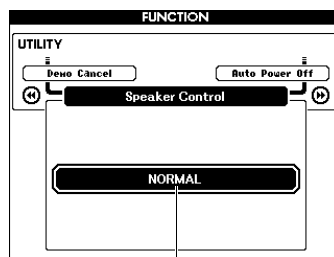 FUNCTION
UTILITY
Demo Cancel
Auto Power Off
Speaker Control
NORMAL